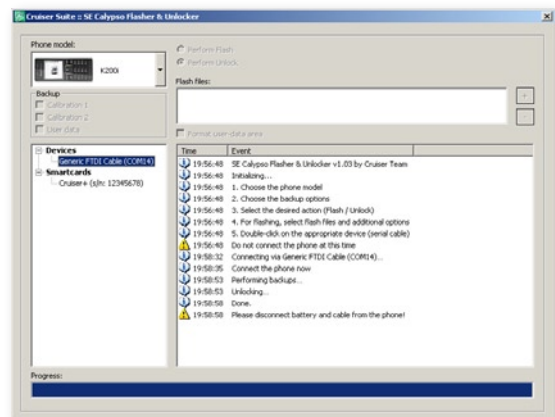 Cruiser Suite :: SE Calypso Flasher & Unlocker
Phone model:
K200i
Perform Flash
Perform Unlock
Flash files:
Backup
Calibration 1
Calibration 2
User data
+
-
Format user-data area
Devices
Generic FTDI Cable (COM14)
Smartcards
Cruiser+ (s/n: 12345678)
Time Event
19:56:48 SE Calypso Flasher & Unlocker v1.03 by Cruiser Team
19:56:48 Initializing...
19:56:48 1. Choose the phone model
19:56:48 2. Choose the backup options
19:56:48 3. Select the desired action (Flash / Unlock)
19:56:48 4. For flashing, select flash files and additional options
19:56:48 5. Double-click on the appropriate device (serial cable)
19:56:48 Do not connect the phone at this time
19:58:32 Connecting via Generic FTDI Cable (COM14)...
19:58:35 Connect the phone now
19:58:53 Performing backups...
19:58:53 Unlocking...
19:58:58 Done.
19:58:58 Please disconnect battery and cable from the phone!
Progress: